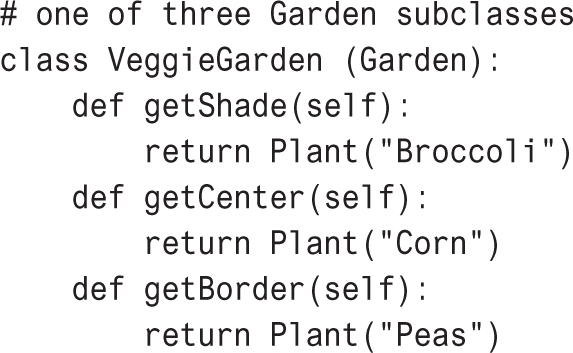 # one of three Garden subclasses
class VeggieGarden (Garden):
    def getShade(self):
        return Plant("Broccoli")
    def getCenter(self):
        return Plant("Corn")
    def getBorder(self):
        return Plant("Peas")